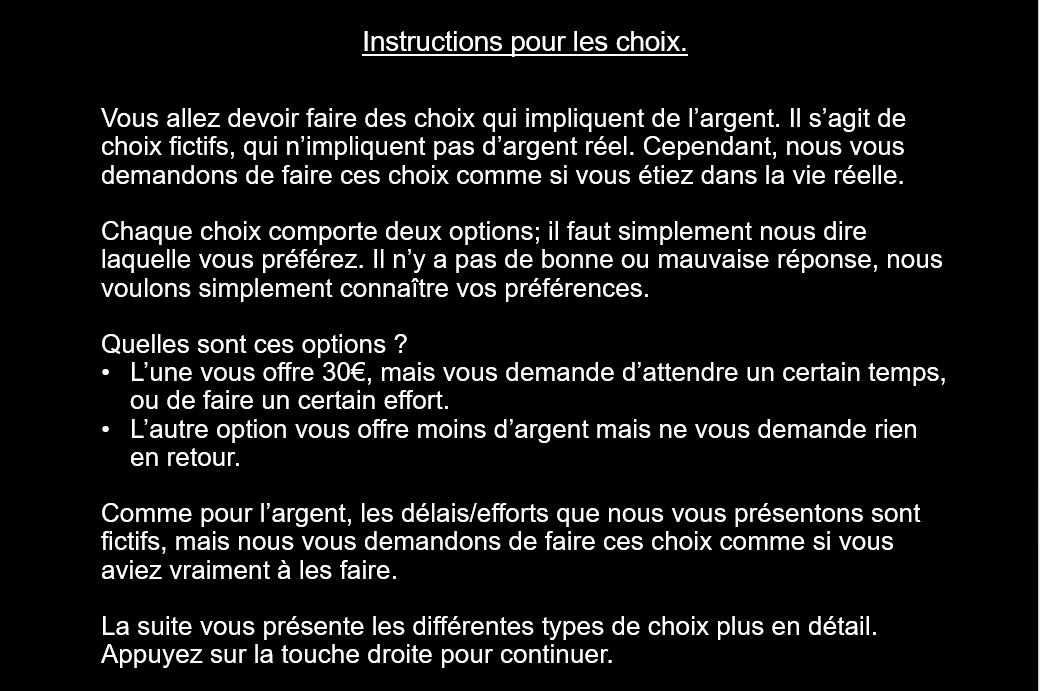 Instructions pour les choix.
Vous allez devoir faire des choix qui impliquent de l’argent. Il s’agit de
choix fictifs, qui n’impliquent pas d’argent réel. Cependant, nous vous
demandons de faire ces choix comme si vous étiez dans la vie réelle.
Chaque choix comporte deux options; il faut simplement nous dire
laquelle vous préférez. Il n’y a pas de bonne ou mauvaise réponse, nous
voulons simplement connaître vos préférences.
Quelles sont ces options ?
• L’une vous offre 30€, mais vous demande d’attendre un certain temps,
ou de faire un certain effort.
• L’autre option vous offre moins d’argent mais ne vous demande rien
en retour.
Comme pour l’argent, les délais/efforts que nous vous présentons sont
fictifs, mais nous vous demandons de faire ces choix comme si vous
aviez vraiment à les faire.
La suite vous présente les différentes types de choix plus en détail.
Appuyez sur la touche droite pour continuer.